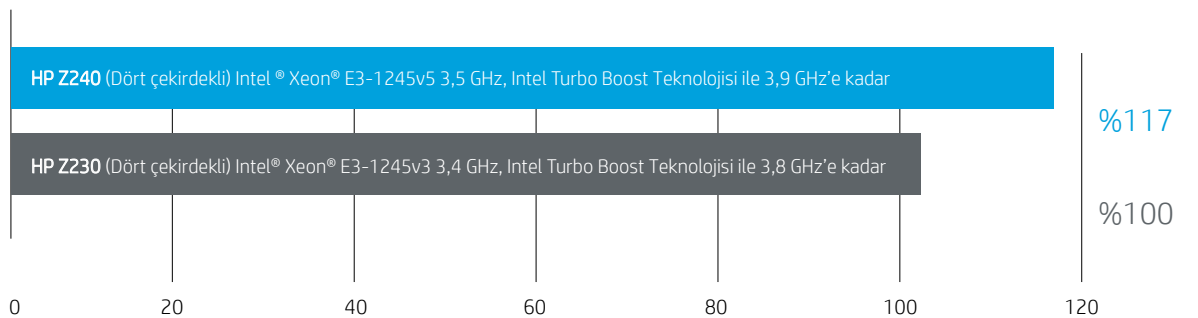 HP Z240 (Dört çekirdekli) Intel ® Xeon® E3-1245v5 3,5 GHz, Intel Turbo Boost Teknolojisi ile 3,9 GHz’e kadar
%117
HP Z230 (Dört çekirdekli) Intel® Xeon® E3-1245v3 3,4 GHz, Intel Turbo Boost Teknolojisi ile 3,8 GHz’e kadar
%100
0 20 40 60 80 100 120